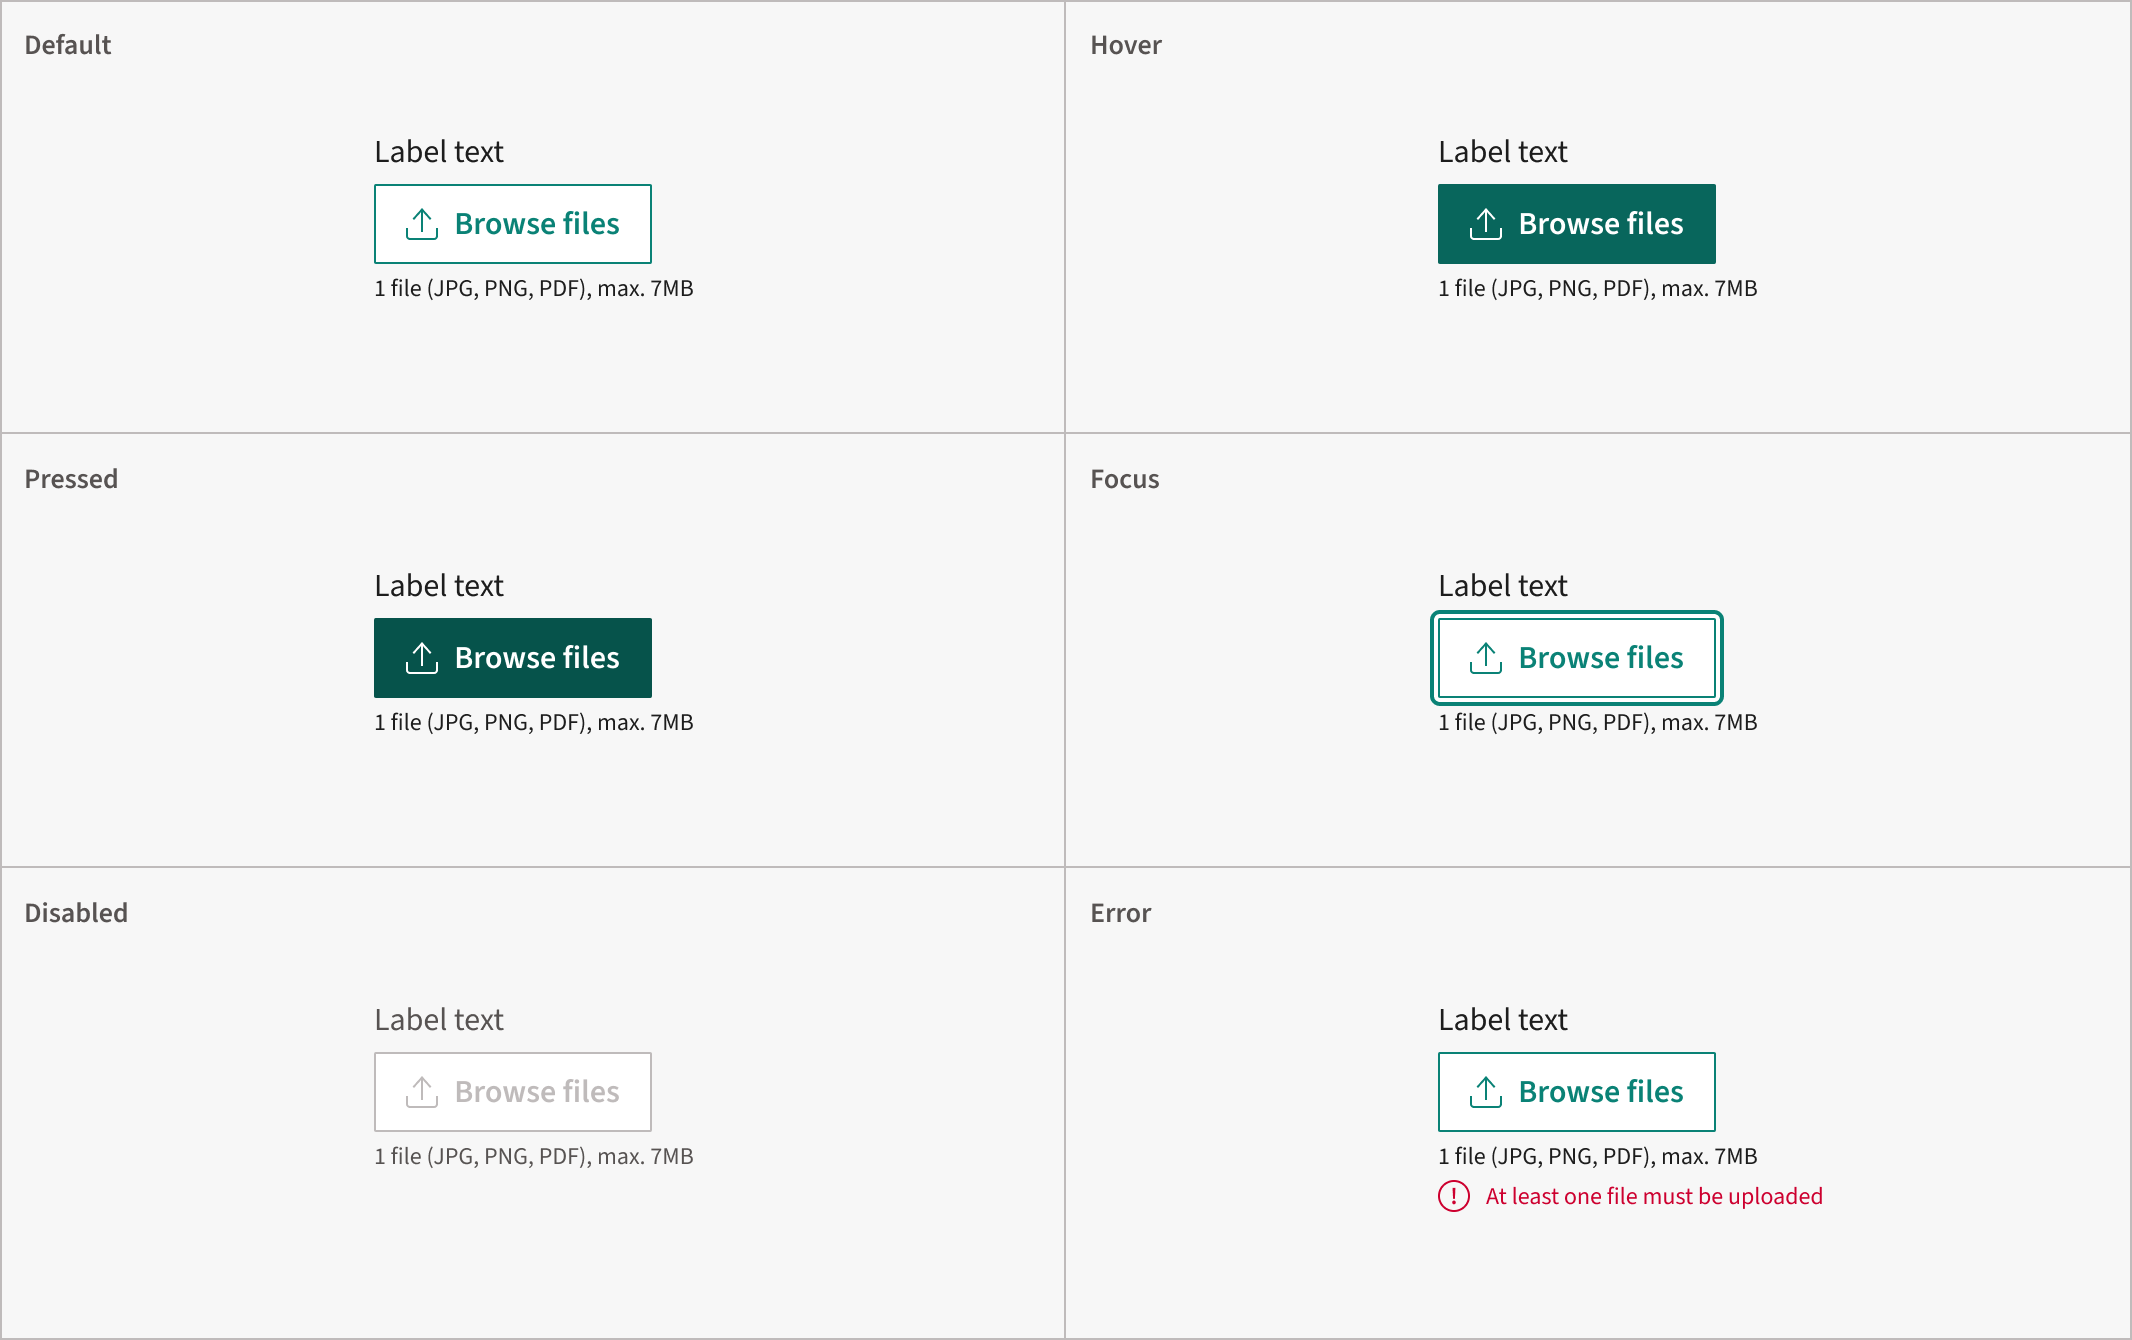 Default
Label text
Browse files
1 file (JPG, PNG, PDF), max. 7MB
Hover
Label text
Browse files
1 file (JPG, PNG, PDF), max. 7MB
Pressed
Label text
Browse files
1 file (JPG, PNG, PDF), max. 7MB
Focus
Label text
Browse files
1 file (JPG, PNG, PDF), max. 7MB
Disabled
Label text
Browse files
1 file (JPG, PNG, PDF), max. 7MB
Error
Label text
Browse files
1 file (JPG, PNG, PDF), max. 7MB
At least one file must be uploaded